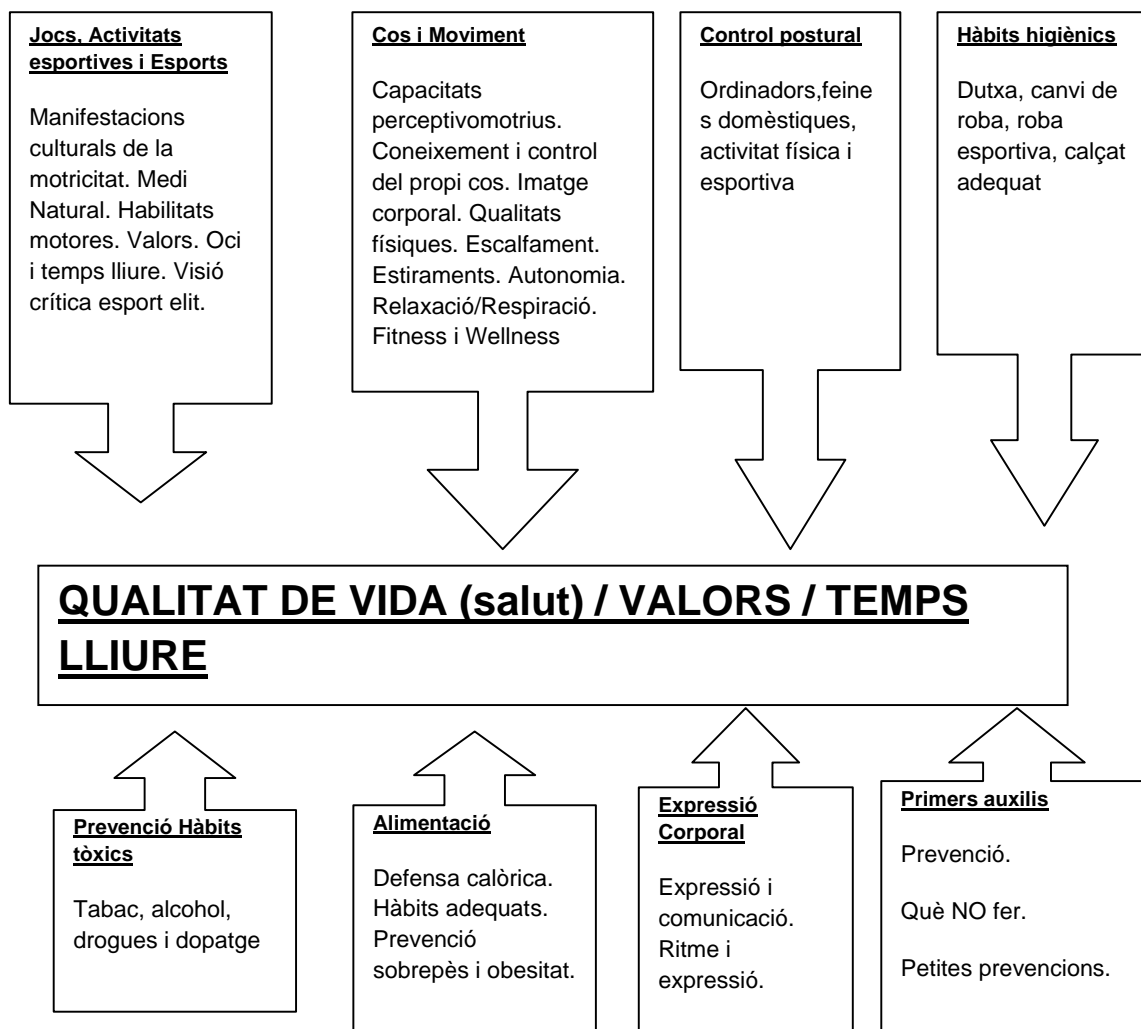 Jocs, Activitats
esportives i Esports
Manifestacions
culturals de la
motricitat. Medi
Natural. Habilitats
motores. Valors. Oci
i temps lliure. Visió
crítica esport elit.
Cos i Moviment
Capacitats
perceptivomotrius.
Coneixement i control
del propi cos. Imatge
corporal. Qualitats
físiques. Escalfament.
Estiraments. Autonomia.
Relaxació/Respiració.
Fitness i Wellness
Control postural
Ordinadors,feine
s domèstiques,
activitat física i
esportiva
Hàbits higiènics
Dutxa, canvi de
roba, roba
esportiva, calçat
adequat
QUALITAT DE VIDA (salut) / VALORS / TEMPS
LLIURE
Prevenció Hàbits
tòxics
Tabac, alcohol,
drogues i dopatge
Alimentació
Defensa calòrica.
Hàbits adequats.
Prevenció
sobrepès i obesitat.
Expressió
Corporal
Expressió i
comunicació.
Ritme i
expressió.
Primers auxilis
Prevenció.
Què NO fer.
Petites prevencions.